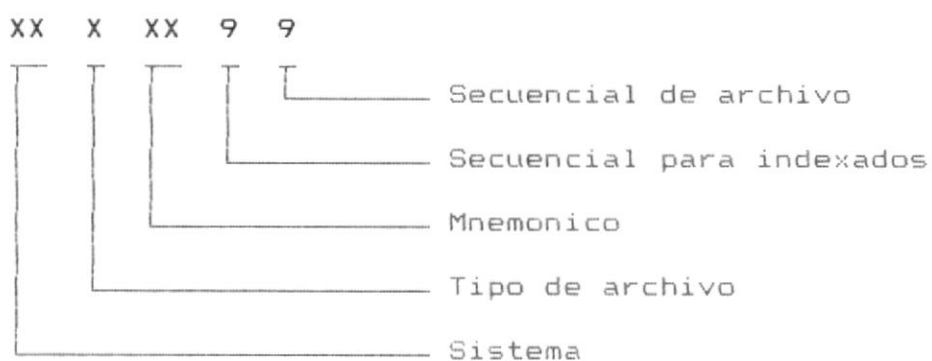 XX X XX 9 9
Secuencial de archivo
Secuencial para indexados
Mnemonico
Tipo de archivo
Sistema